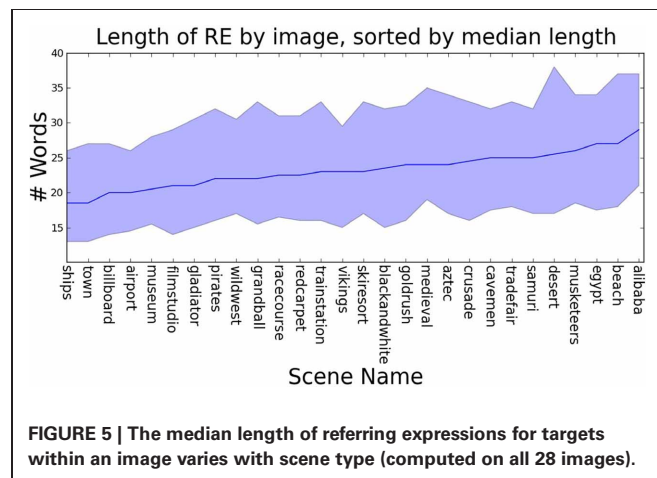 Length of RE by image, sorted by median length
40
35
30
25
20
15
# Words
ships
town
billboard
airport
museum
filmstudio
gladiator
pirates
wildwest
grandball
racecourse
redcarpet
trainstation
vikings
skiresort
blackandwhite
goldrush
medieval
aztec
crusade
cavemen
tradefair
samuri
desert
musketeers
egypt
beach
alibaba
Scene Name
FIGURE 5 | The median length of referring expressions for targets
within an image varies with scene type (computed on all 28 images).